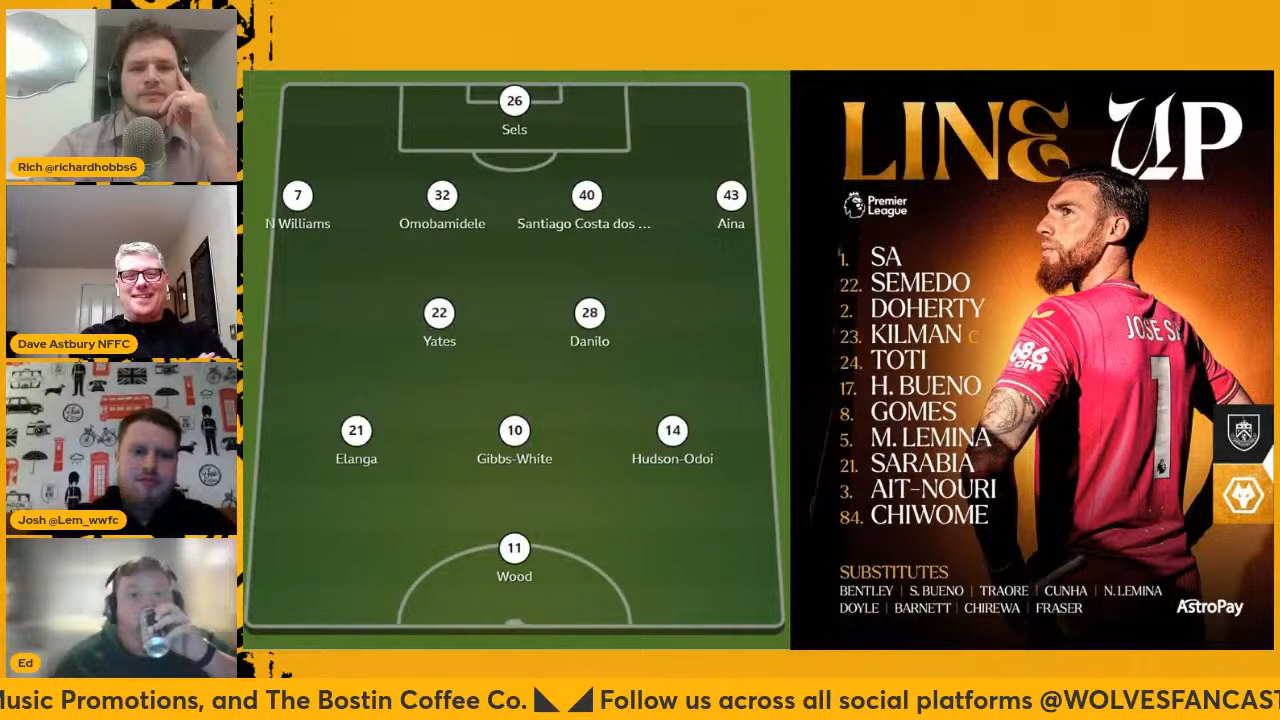 Rich @richardhobbs6
Dave Astbury NFFC
Josh @Lem_wwfc
Ed
26
Sels
7
N Williams
32
Omobamidele
40
Santiago Costa dos ...
43
Aina
22
Yates
28
Danilo
21
Elanga
10
Gibbs-White
14
Hudson-Odoi
11
Wood
LINE UP
Premier
League
1. SA
22. SEMEDO
2. DOHERTY
23. KILMAN C
24. TOTI
17. H. BUENO
8. GOMES
5. M. LEMINA
21. SARABIA
3. AIT-NOURI
84. CHIWOME
JOSE SA
1
SUBSTITUTES
BENTLEY | S. BUENO | TRAORE | CUNHA | N. LEMINA
DOYLE | BARNETT | CHIREWA | FRASER
AstroPay
Music Promotions, and The Bostin Coffee Co. Follow us across all social platforms @WOLVESFANCAST